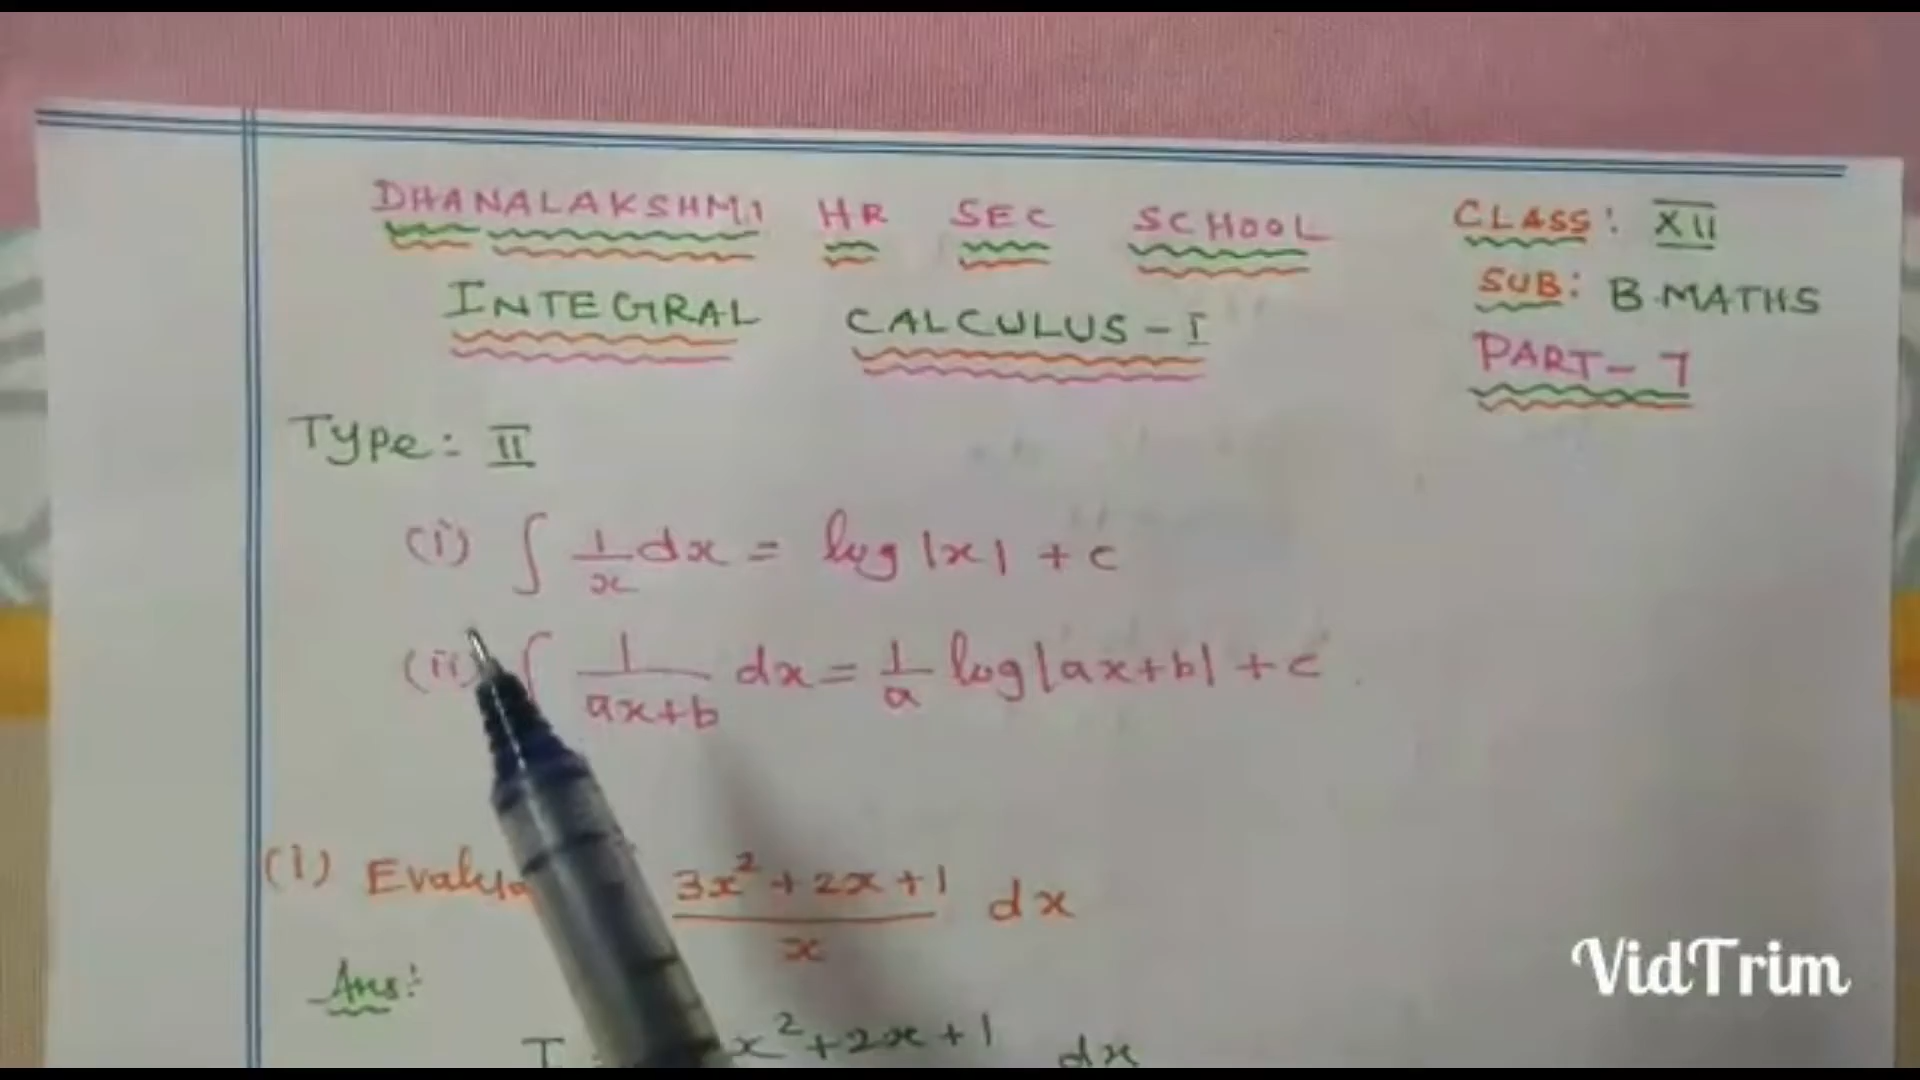 DHANALAKSHMI HR SEC SCHOOL
CLASS: XII
INTEGRAL CALCULUS - I
SUB: B.MATHS
PART - 7
Type: II
(i) ∫ 1/x dx = log |x| + c
(ii) ∫ 1/(ax+b) dx = 1/a log |ax+b| + c
(1) (3x²+2x+1)/x dx
Ans:
I = x²+2x+1 dx
VidTrim